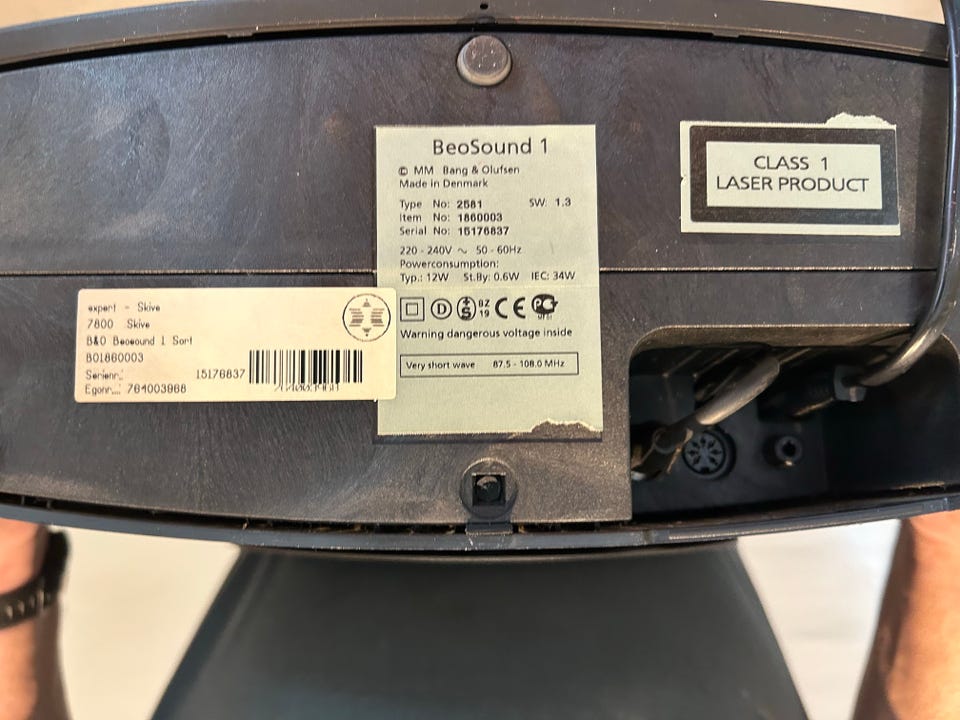 BeoSound 1
© MM Bang & Olufsen
Made in Denmark
Type No: 2581 SW: 1.3
Item No: 1860003
Serial No: 15176837
220 - 240V ~ 50 - 60Hz
Powerconsumption:
Typ.: 12W St.By: 0.6W IEC: 34W
D S BZ 19 CE
Warning dangerous voltage inside
Very short wave 87.5 - 108.0 MHz
CLASS 1
LASER PRODUCT
expert - Skive
7800 Skive
B&O Beosound 1 Sort
BO1860003
Serienr.: 15176837
Egonr..: 764003968